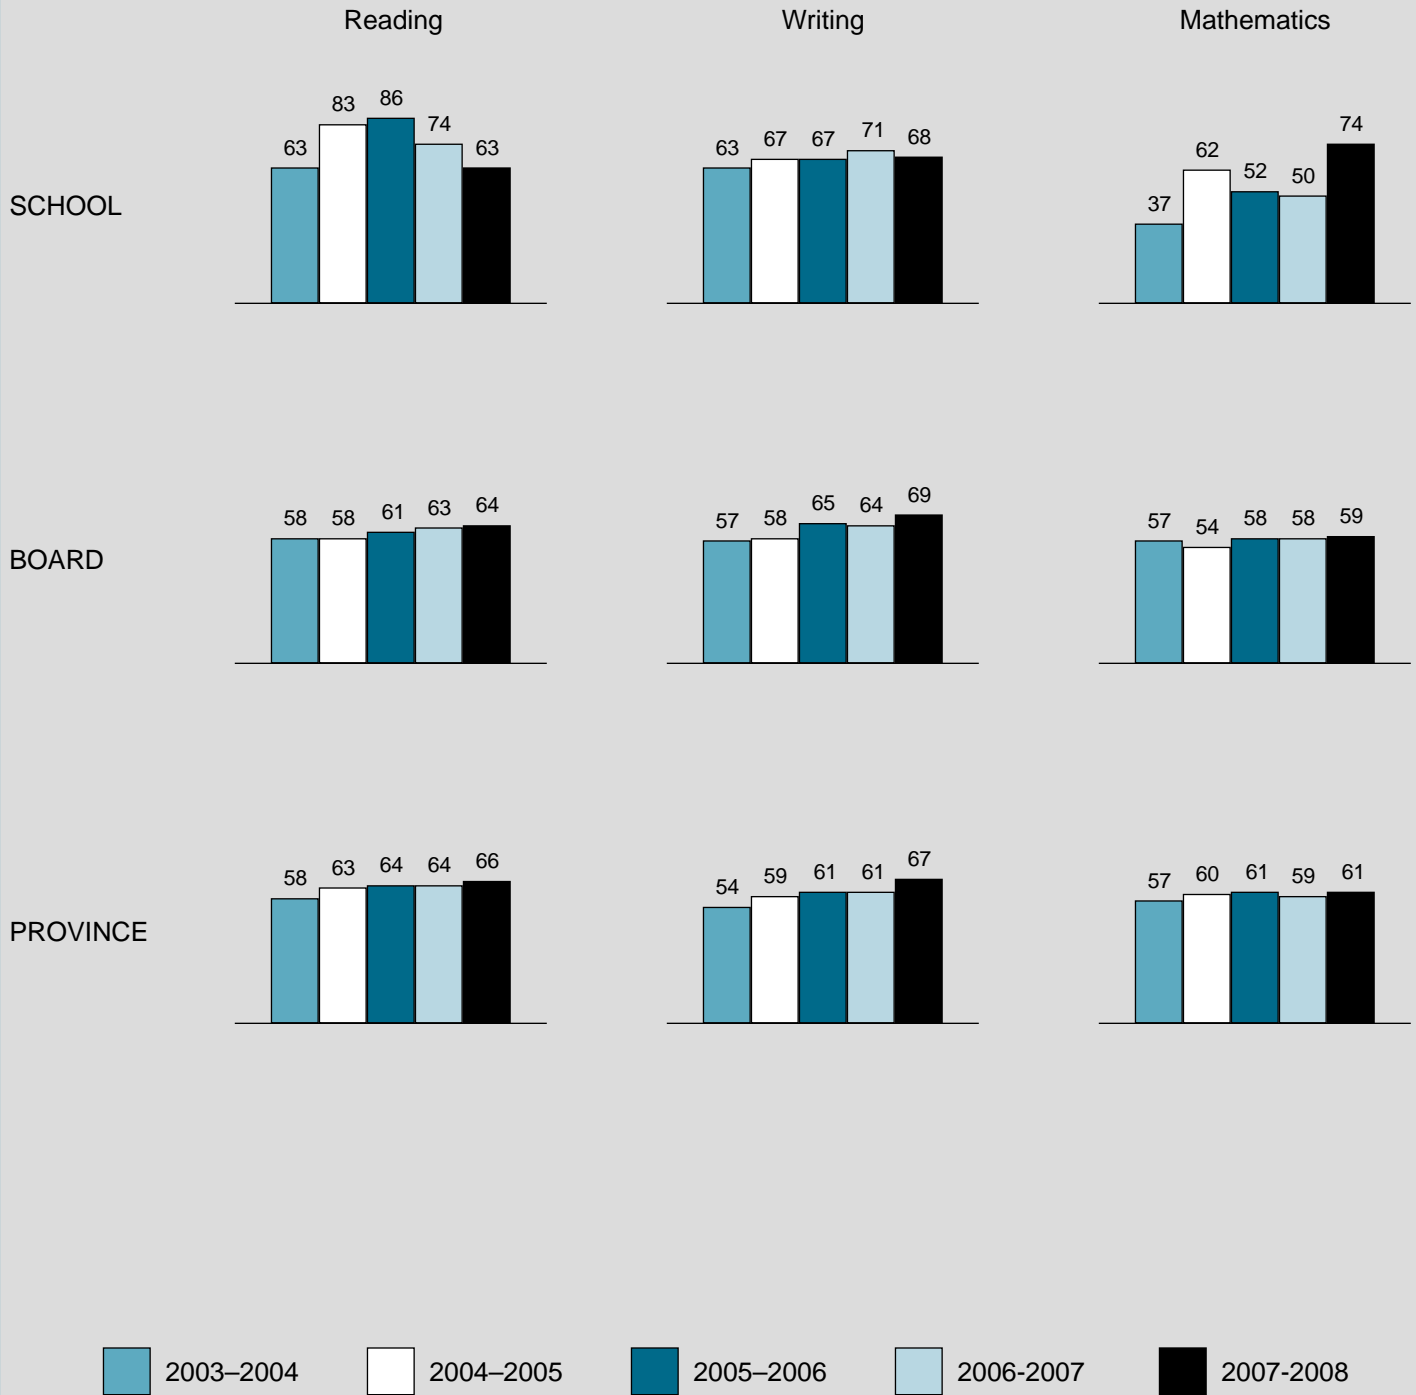 Reading Writing Mathematics
SCHOOL
63 83 86 74 63
63 67 67 71 68
37 62 52 50 74
BOARD
58 58 61 63 64
57 58 65 64 69
57 54 58 58 59
PROVINCE
58 63 64 64 66
54 59 61 61 67
57 60 61 59 61
2003–2004 2004–2005 2005–2006 2006-2007 2007-2008